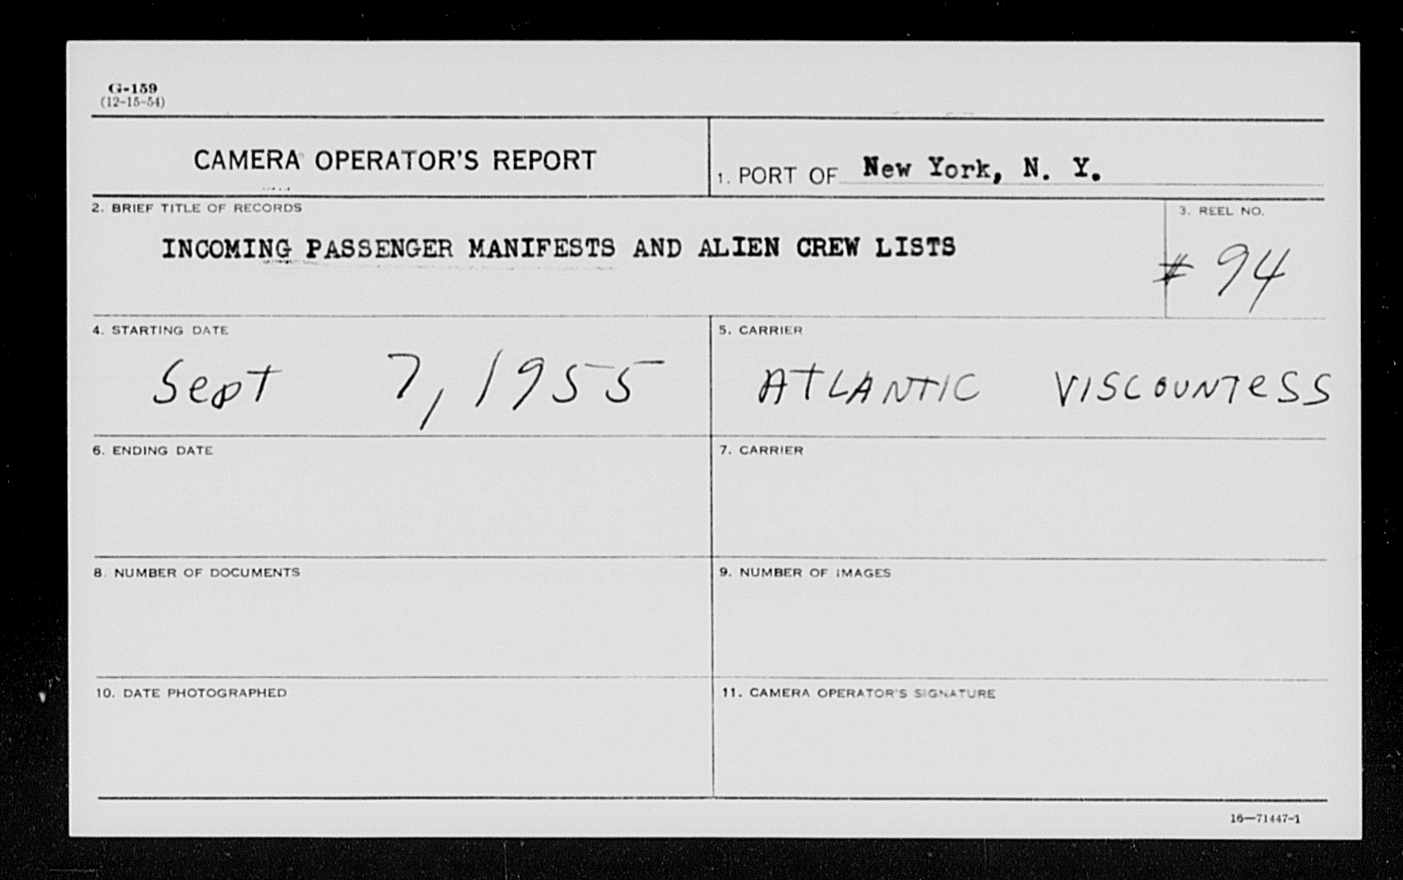 G-159
(12-15-54)
CAMERA OPERATOR'S REPORT
1. PORT OF New York, N. Y.
2. BRIEF TITLE OF RECORDS
INCOMING PASSENGER MANIFESTS AND ALIEN CREW LISTS
3. REEL NO.
# 94
4. STARTING DATE
Sept 7, 1955
5. CARRIER
ATLANTIC VISCOUNTESS
6. ENDING DATE
7. CARRIER
8. NUMBER OF DOCUMENTS
9. NUMBER OF IMAGES
10. DATE PHOTOGRAPHED
11. CAMERA OPERATOR'S SIGNATURE
16—71447-1